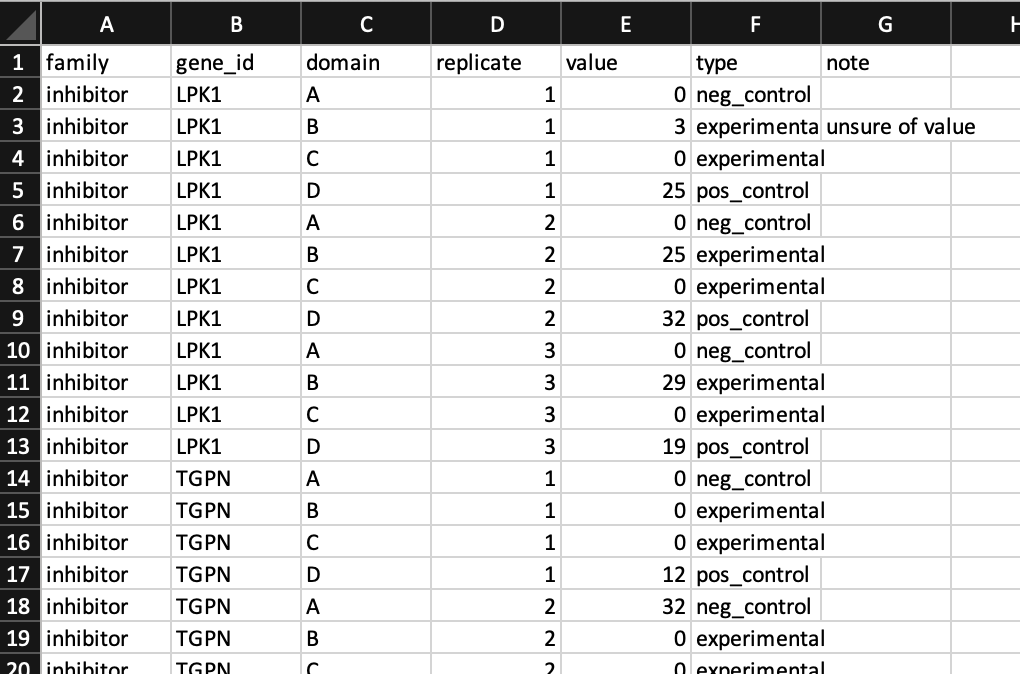 A B C D E F G H
1 family gene_id domain replicate value type note
2 inhibitor LPK1 A 1 0 neg_control
3 inhibitor LPK1 B 1 3 experimenta unsure of value
4 inhibitor LPK1 C 1 0 experimental
5 inhibitor LPK1 D 1 25 pos_control
6 inhibitor LPK1 A 2 0 neg_control
7 inhibitor LPK1 B 2 25 experimental
8 inhibitor LPK1 C 2 0 experimental
9 inhibitor LPK1 D 2 32 pos_control
10 inhibitor LPK1 A 3 0 neg_control
11 inhibitor LPK1 B 3 29 experimental
12 inhibitor LPK1 C 3 0 experimental
13 inhibitor LPK1 D 3 19 pos_control
14 inhibitor TGPN A 1 0 neg_control
15 inhibitor TGPN B 1 0 experimental
16 inhibitor TGPN C 1 0 experimental
17 inhibitor TGPN D 1 12 pos_control
18 inhibitor TGPN A 2 32 neg_control
19 inhibitor TGPN B 2 0 experimental
20 inhibitor TGPN C 2 0 experimental